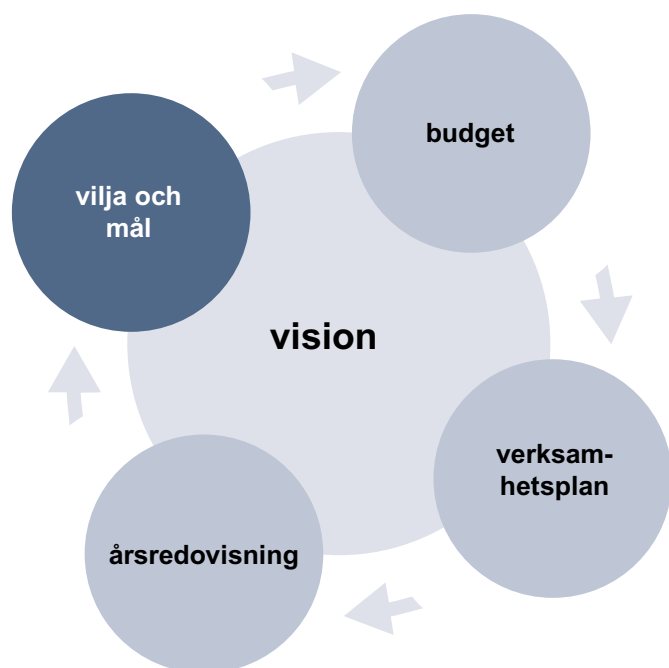 budget
vilja och
mål
vision
verksam-
hetsplan
årsredovisning